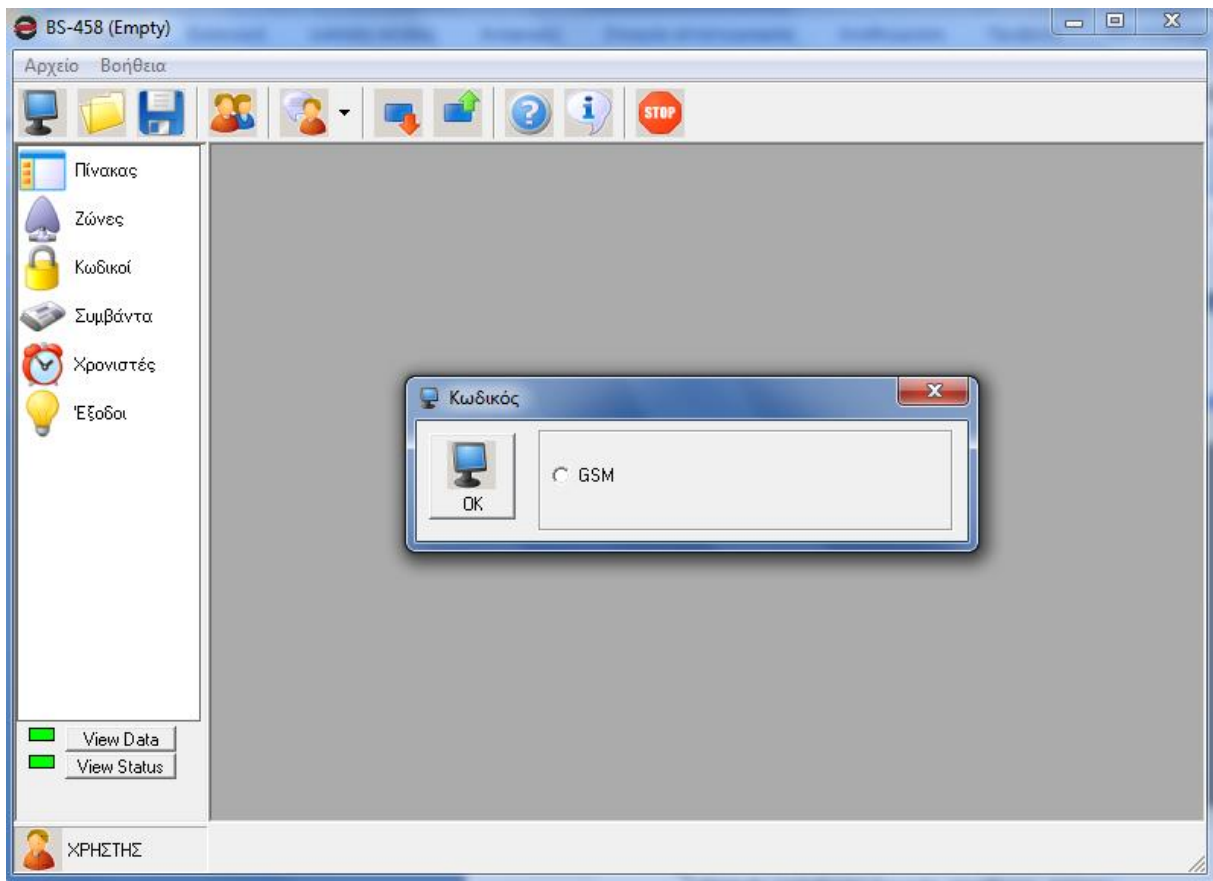 BS-458 (Empty)
Αρχείο Βοήθεια
STOP
Πίνακας
Ζώνες
Κωδικοί
Συμβάντα
Χρονιστές
Έξοδοι
Κωδικός
OK
GSM
View Data
View Status
ΧΡΗΣΤΗΣ